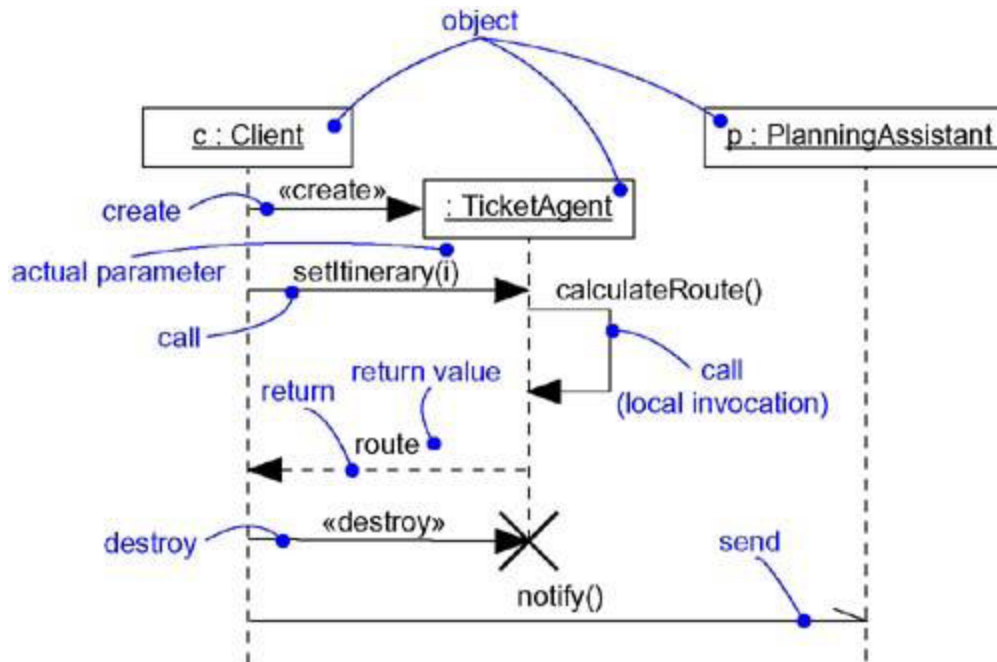 object
c : Client
p : PlanningAssistant
«create»
create
: TicketAgent
actual parameter
setItinerary(i)
calculateRoute()
call
return value
call
(local invocation)
return
route
«destroy»
destroy
send
notify()